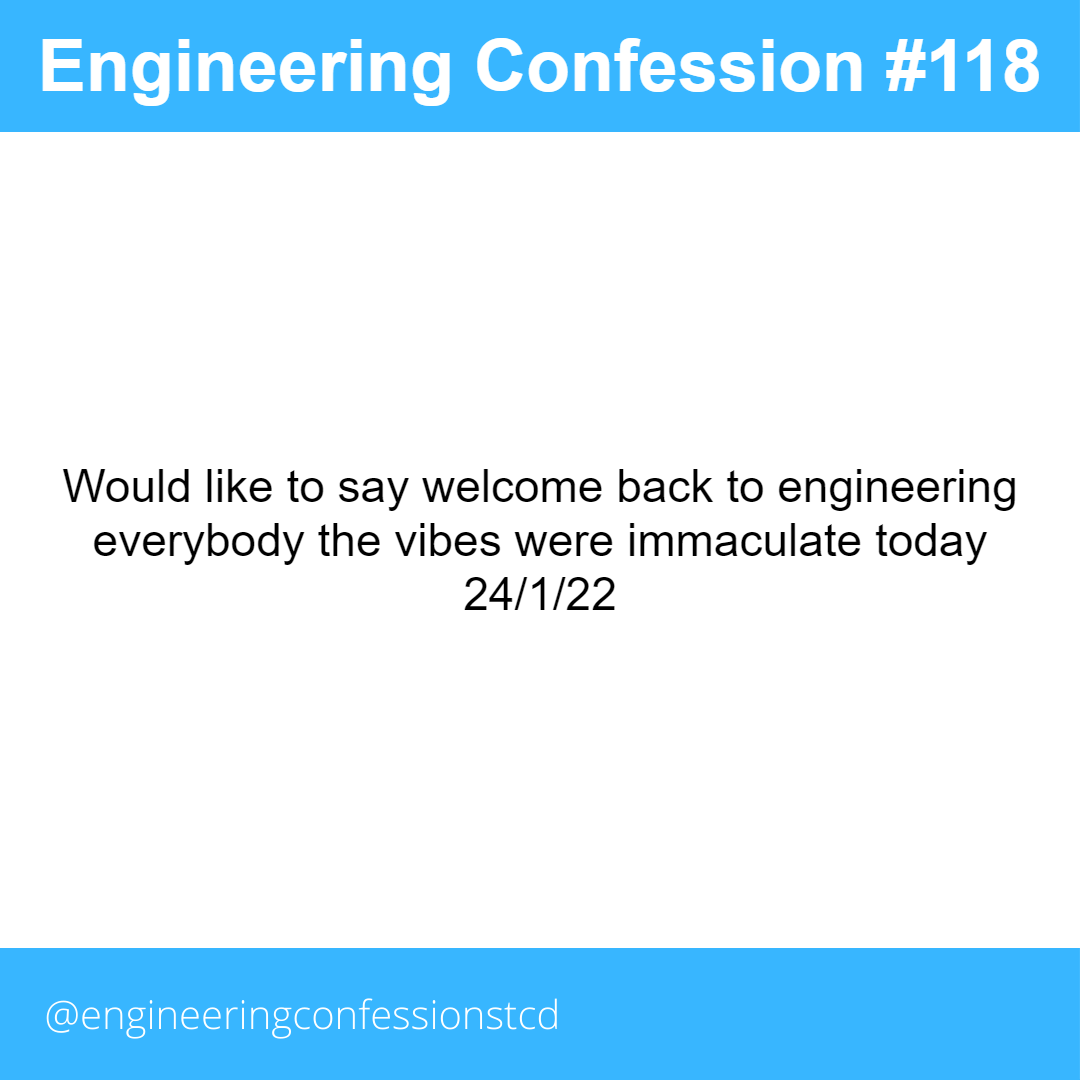 Engineering Confession #118
Would like to say welcome back to engineering
everybody the vibes were immaculate today
24/1/22
@engineeringconfessionstcd